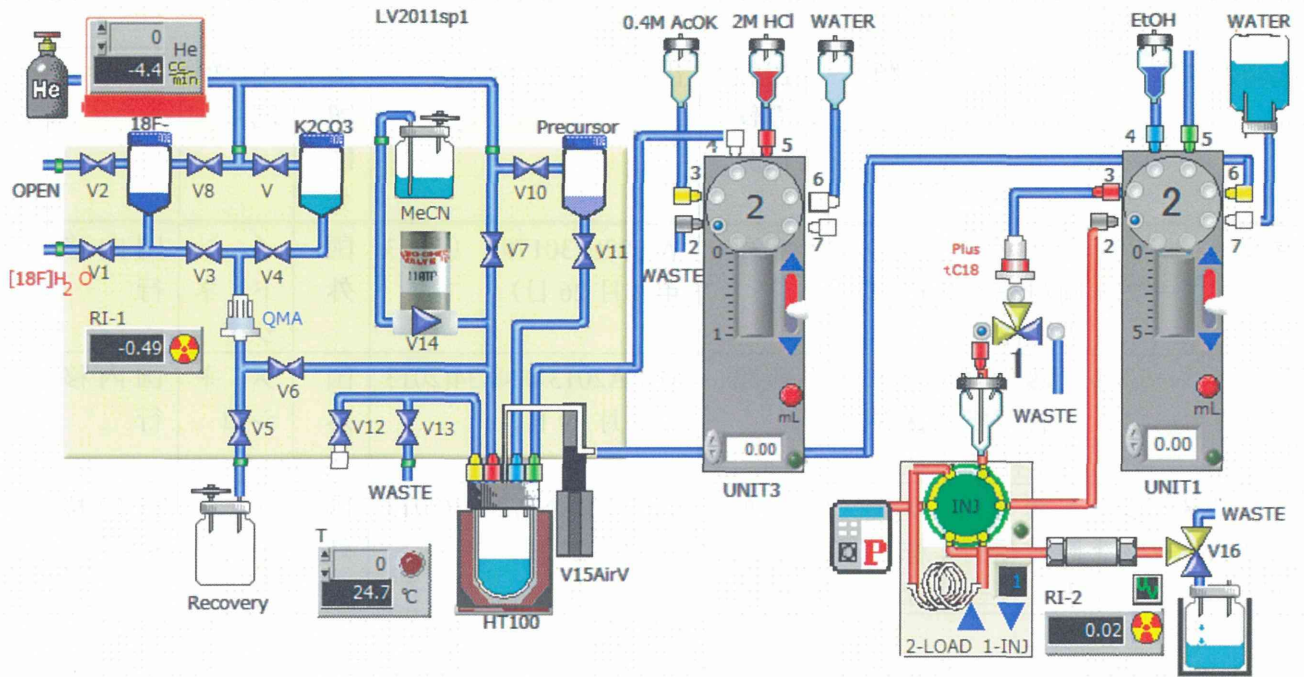 LV2011sp1
0.4M AcOK
2M HCl
WATER
EtOH
WATER
0
-4.4
He
cc
min
He
18F-
K2CO3
Precursor
OPEN
V2
V8
V
V10
MeCN
V1
V3
V4
V7
V11
[18F]H2O
QMA
V14
RI-1
-0.49
V6
V5
V12
V13
WASTE
Recovery
T
0
24.7
℃
HT100
V15AirV
4
5
3
6
2
2
7
WASTE
0
1
mL
0.00
UNIT3
4
5
3
6
2
2
7
0
5
mL
0.00
UNIT1
Plus
tC18
1
WASTE
INJ
P
1
2-LOAD 1-INJ
WASTE
V16
UV
RI-2
0.02